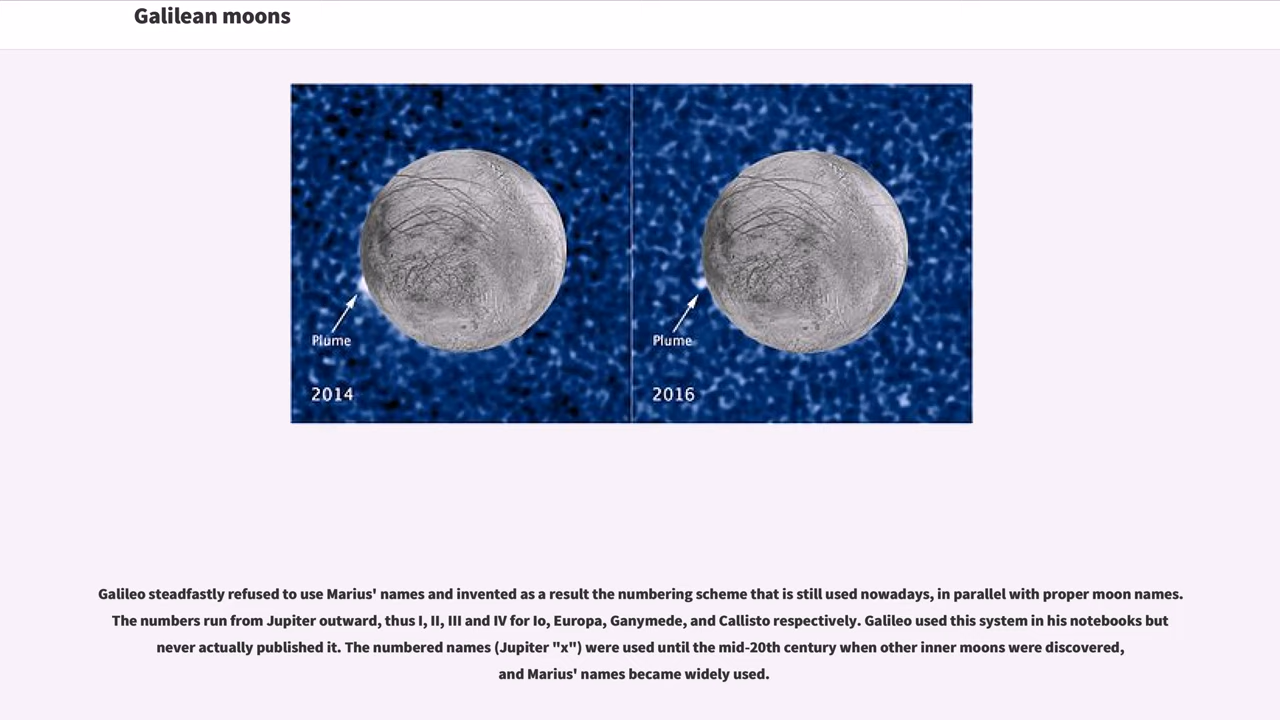 Galilean moons
Plume
2014
Plume
2016
Galileo steadfastly refused to use Marius' names and invented as a result the numbering scheme that is still used nowadays, in parallel with proper moon names.
The numbers run from Jupiter outward, thus I, II, III and IV for Io, Europa, Ganymede, and Callisto respectively. Galileo used this system in his notebooks but
never actually published it. The numbered names (Jupiter "x") were used until the mid-20th century when other inner moons were discovered,
and Marius' names became widely used.